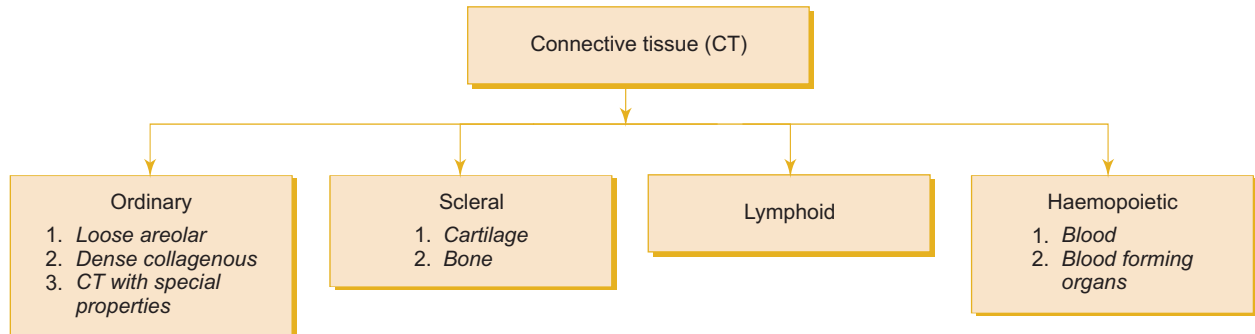 Connective tissue (CT)
Ordinary
1. Loose areolar
2. Dense collagenous
3. CT with special
properties
Scleral
1. Cartilage
2. Bone
Lymphoid
Haemopoietic
1. Blood
2. Blood forming
organs